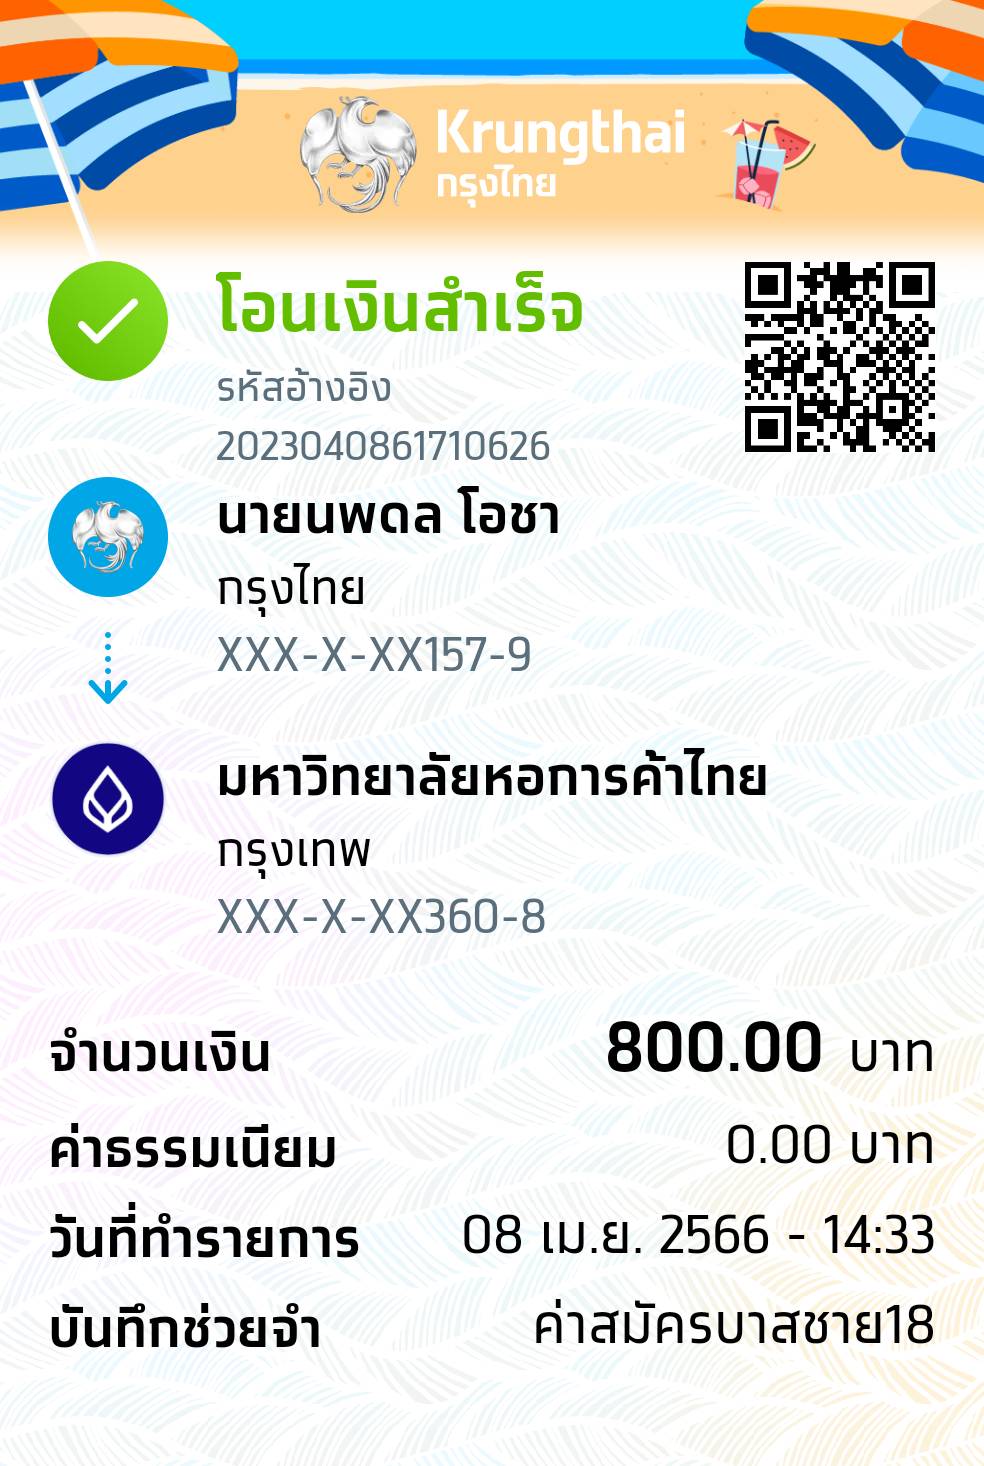 Krungthai
กรุงไทย
โอนเงินสำเร็จ
รหัสอ้างอิง
2023040861710626
นายนพดล โอชา
กรุงไทย
XXX-X-XX157-9
มหาวิทยาลัยหอการค้าไทย
กรุงเทพ
XXX-X-XX360-8
จำนวนเงิน 800.00 บาท
ค่าธรรมเนียม 0.00 บาท
วันที่ทำรายการ 08 เม.ย. 2566 - 14:33
บันทึกช่วยจำ ค่าสมัครบาสชาย18